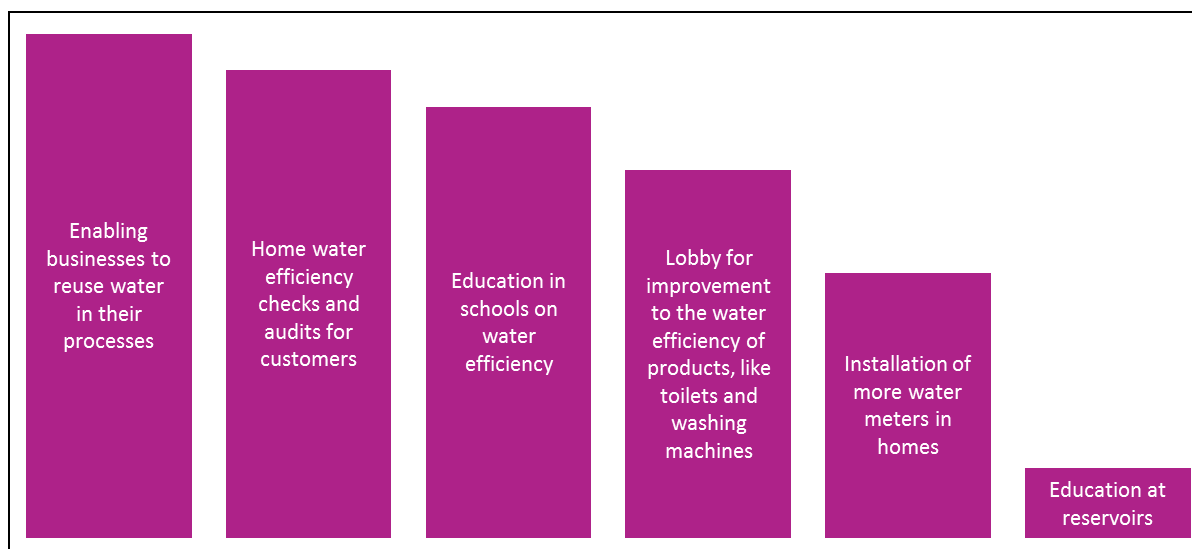 Enabling
businesses to
reuse water
in their
processes
Home water
efficiency
checks and
audits for
customers
Education in
schools on
water
efficiency
Lobby for
improvement
to the water
efficiency of
products, like
toilets and
washing
machines
Installation of
more water
meters in
homes
Education at
reservoirs